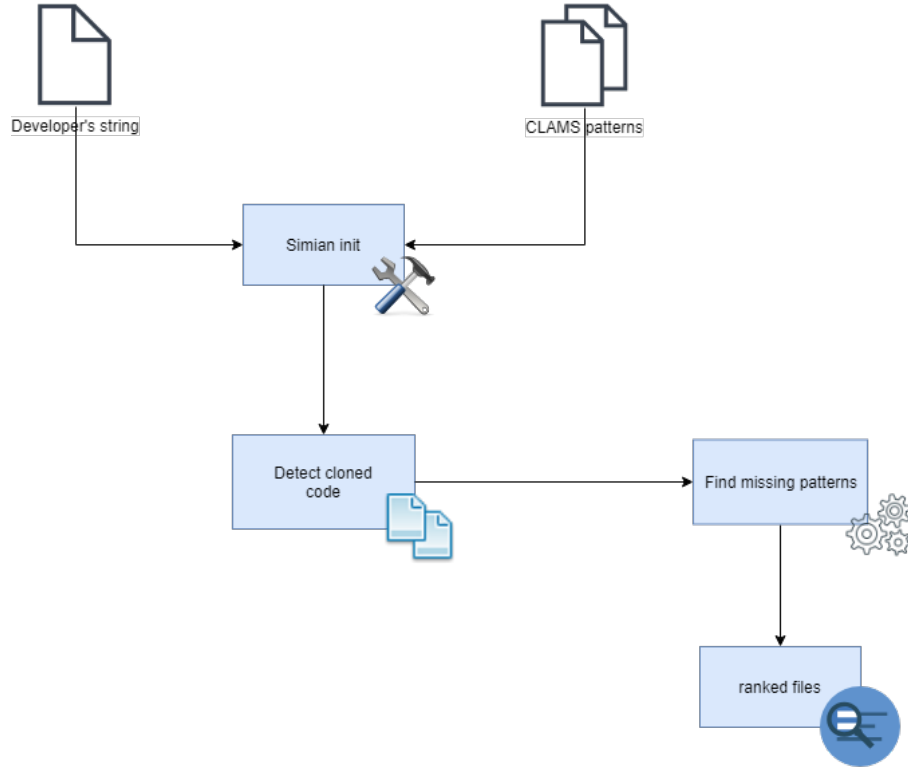 Developer's string
CLAMS patterns
Simian init
Detect cloned
code
Find missing patterns
ranked files